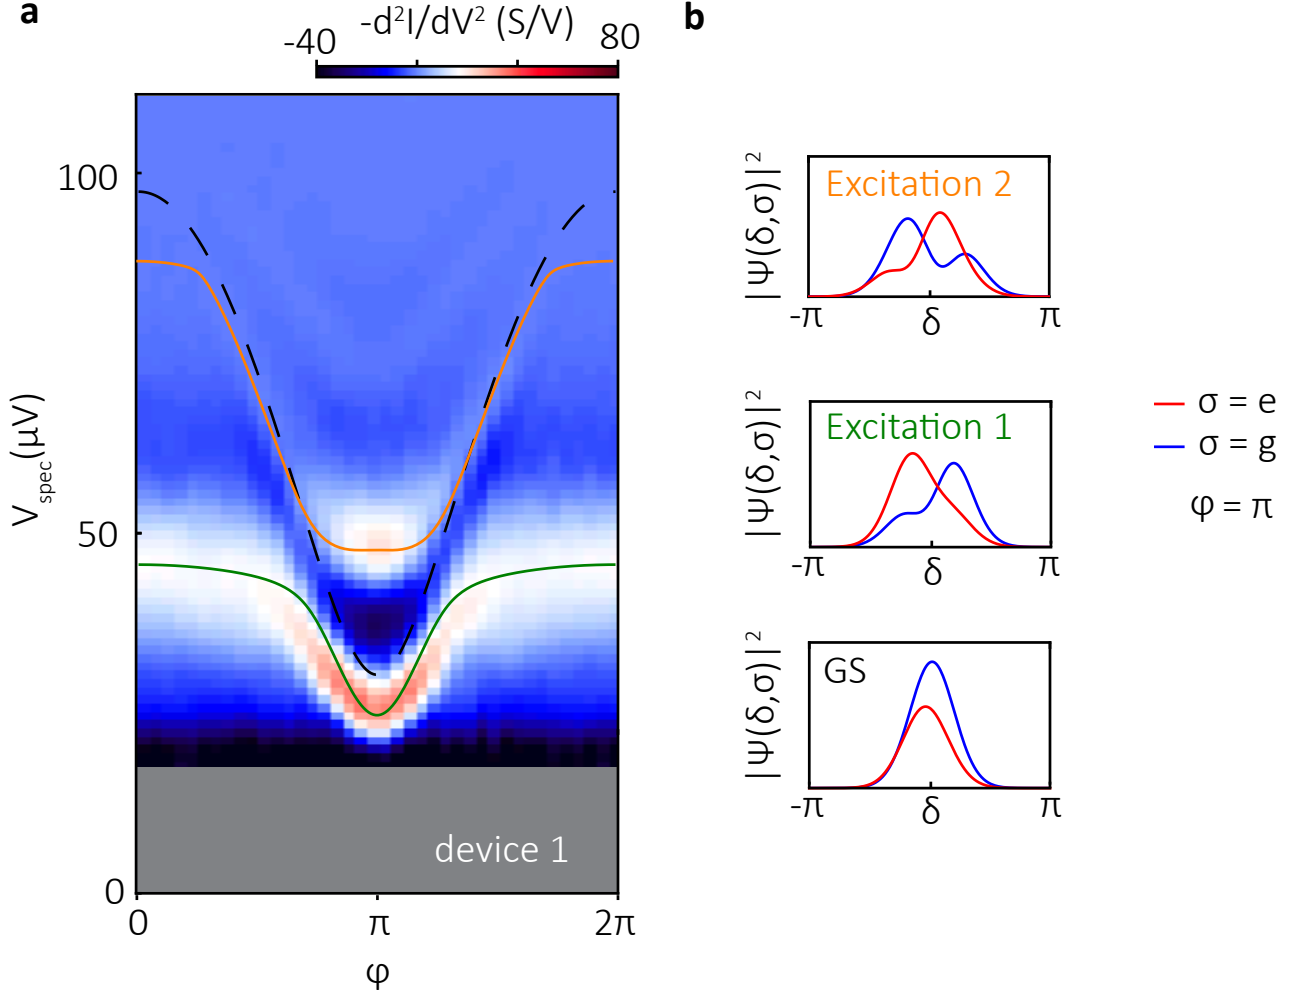 a
-d²I/dV² (S/V)
-40
80
100
50
0
V_spec (μV)
device 1
0
π
2π
φ
b
Excitation 2
|Ψ(δ,σ)|²
-π
δ
π
Excitation 1
|Ψ(δ,σ)|²
-π
δ
π
GS
|Ψ(δ,σ)|²
-π
δ
π
σ = e
σ = g
φ = π